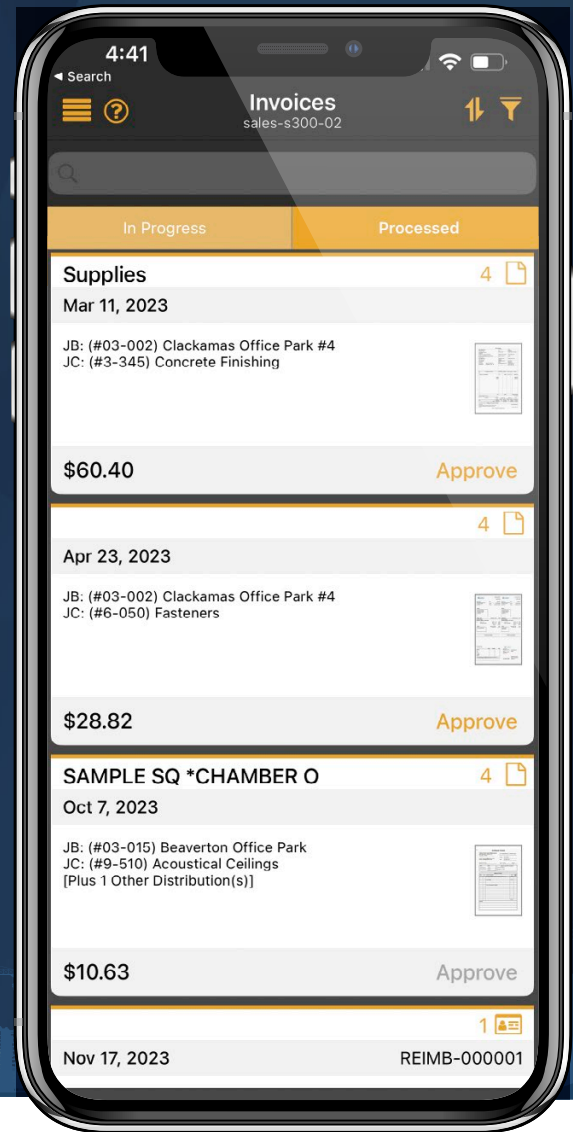 4:41
◀ Search
Invoices
sales-s300-02
In Progress
Processed
Supplies
4
Mar 11, 2023
JB: (#03-002) Clackamas Office Park #4
JC: (#3-345) Concrete Finishing
$60.40
Approve
4
Apr 23, 2023
JB: (#03-002) Clackamas Office Park #4
JC: (#6-050) Fasteners
$28.82
Approve
SAMPLE SQ *CHAMBER O
4
Oct 7, 2023
JB: (#03-015) Beaverton Office Park
JC: (#9-510) Acoustical Ceilings
[Plus 1 Other Distribution(s)]
$10.63
Approve
1
Nov 17, 2023
REIMB-000001